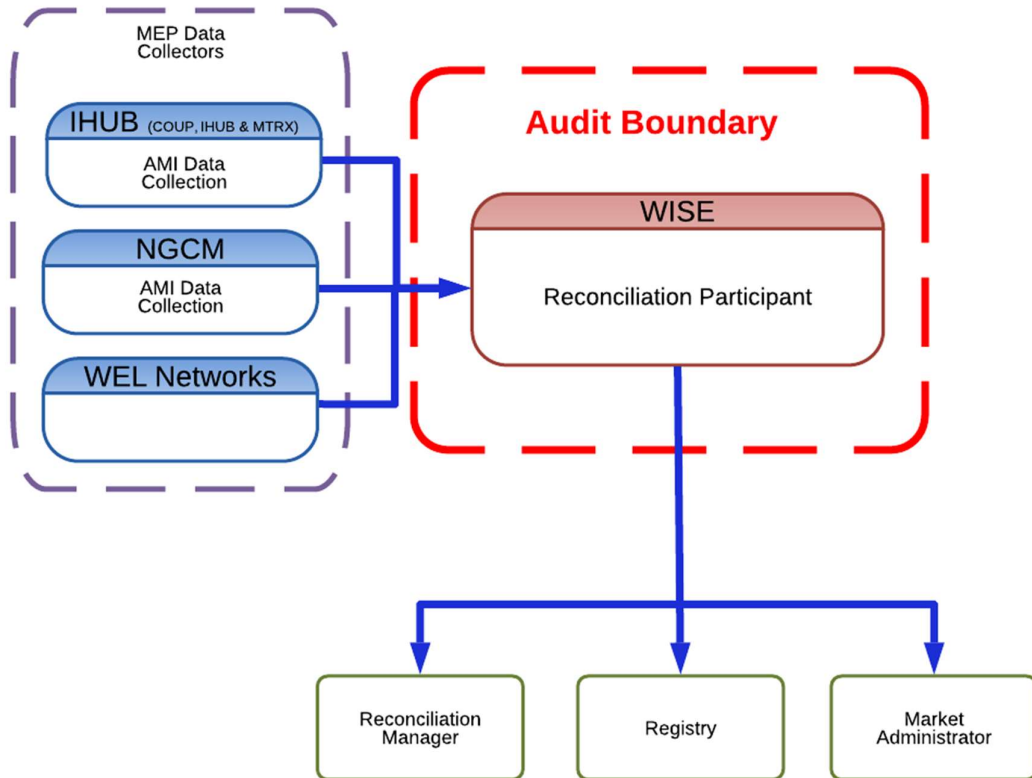 MEP Data
Collectors
IHUB (COUP, IHUB & MTRX)
AMI Data
Collection
NGCM
AMI Data
Collection
WEL Networks
Audit Boundary
WISE
Reconciliation Participant
Reconciliation
Manager
Registry
Market
Administrator